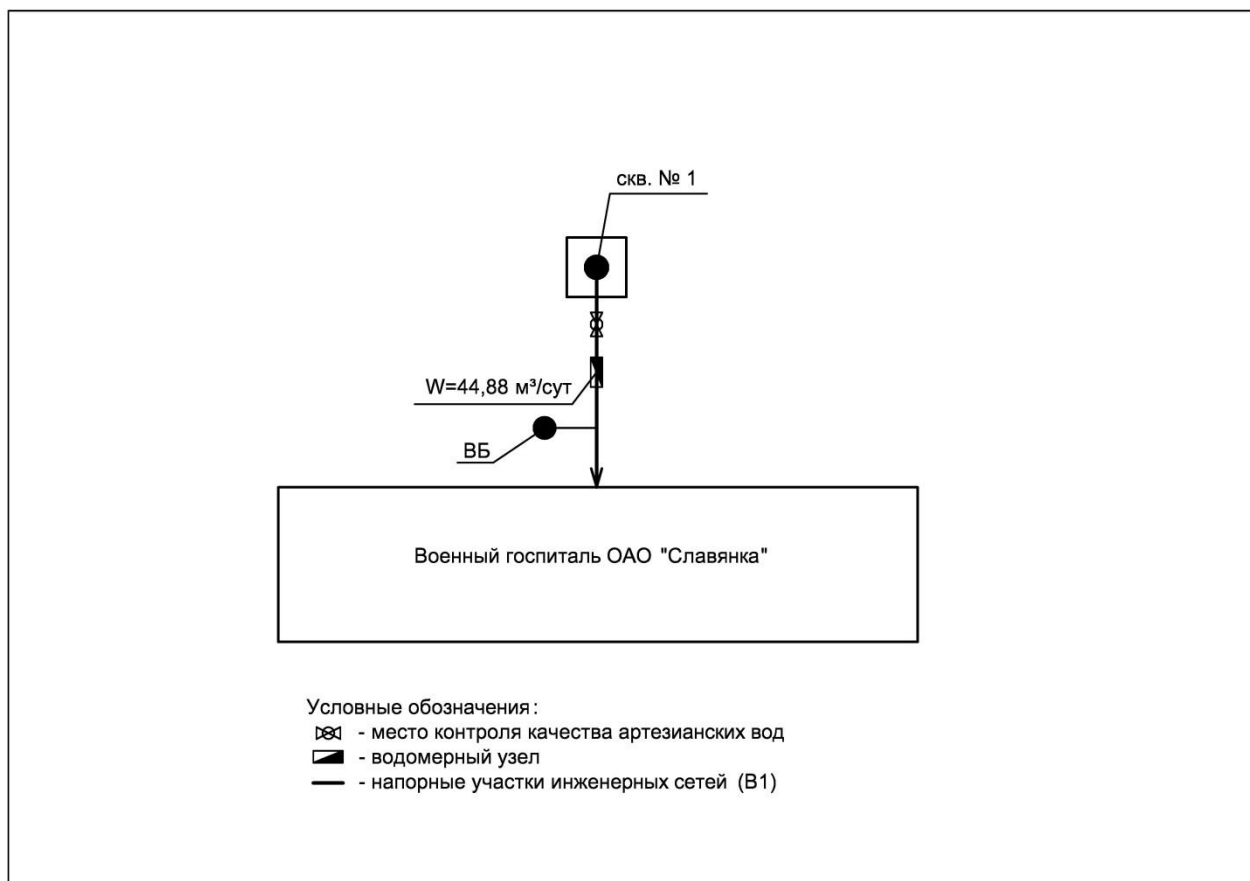 скв. № 1
W=44,88 м³/сут
ВБ
Военный госпиталь ОАО "Славянка"
Условные обозначения:
- место контроля качества артезианских вод
- водомерный узел
- напорные участки инженерных сетей (В1)